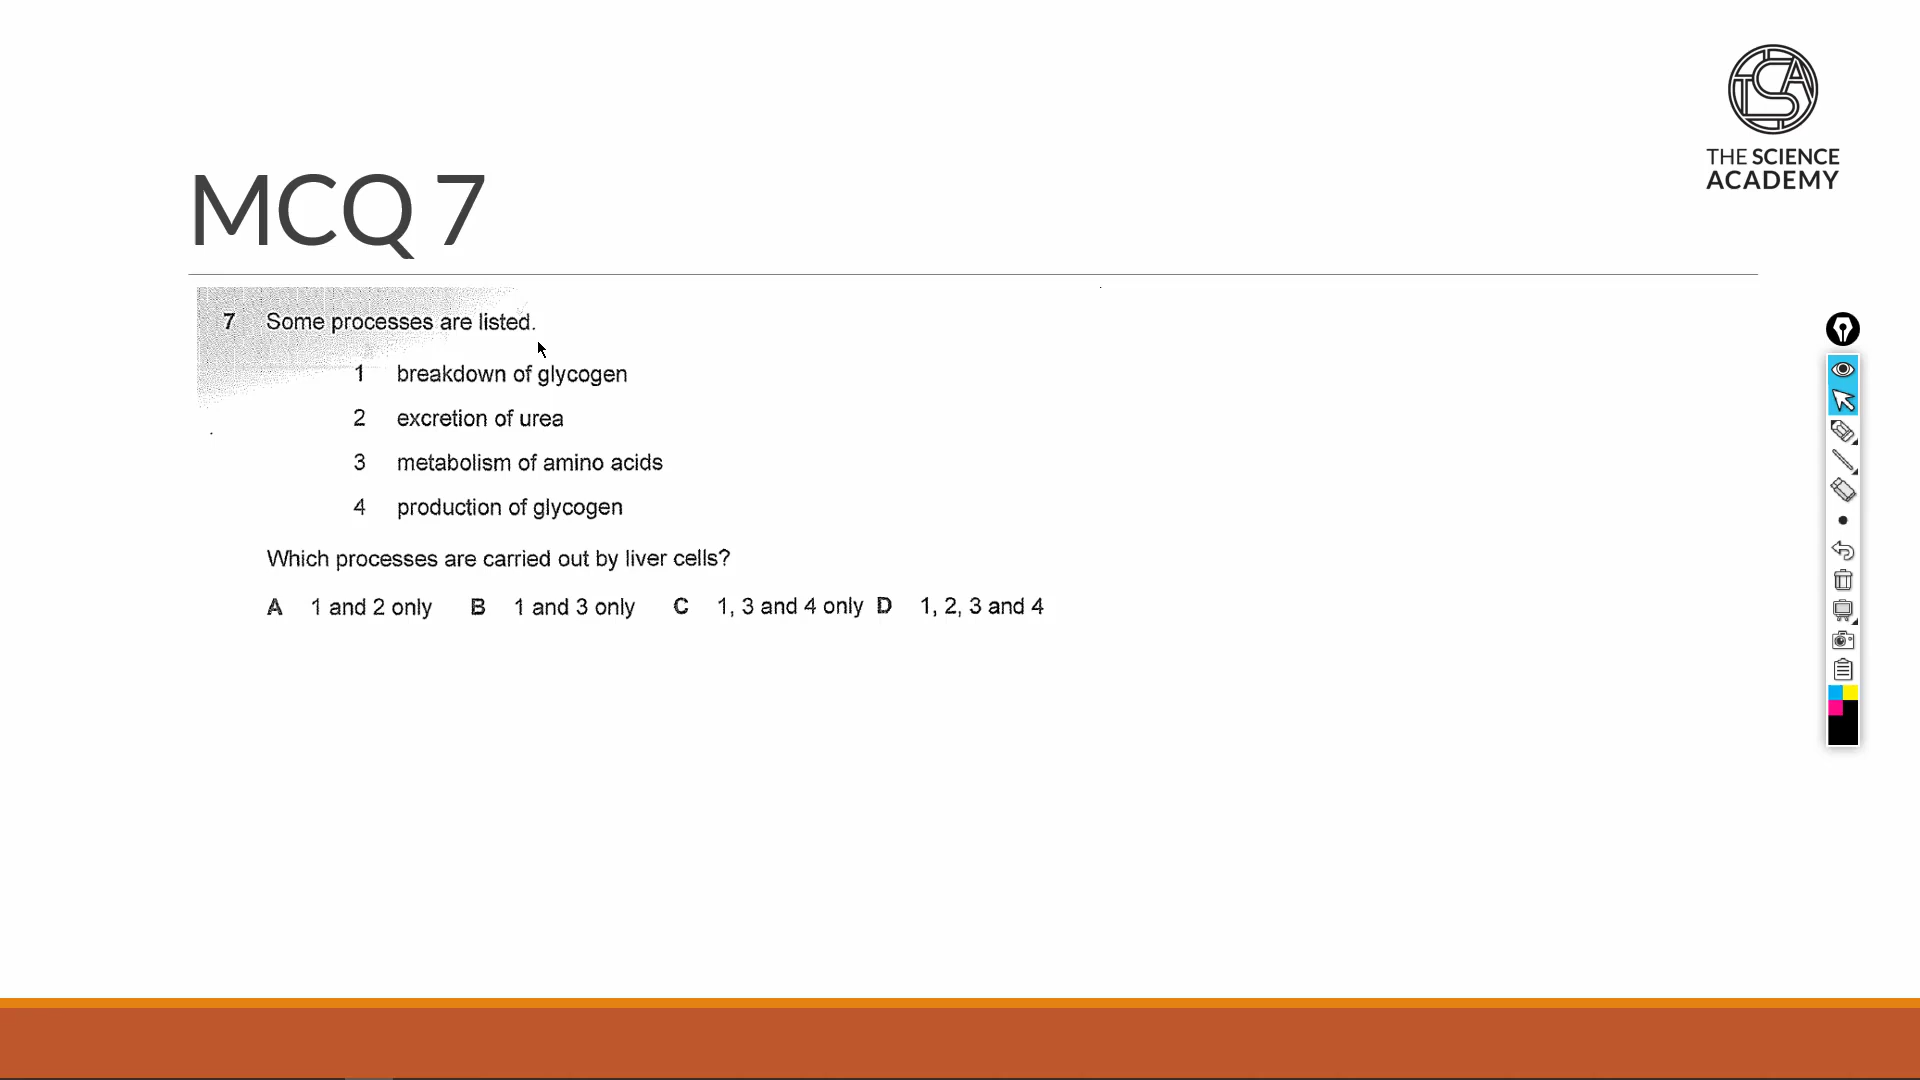 THE SCIENCE
ACADEMY
MCQ 7
7 Some processes are listed.
1 breakdown of glycogen
2 excretion of urea
3 metabolism of amino acids
4 production of glycogen
Which processes are carried out by liver cells?
A 1 and 2 only B 1 and 3 only C 1, 3 and 4 only D 1, 2, 3 and 4